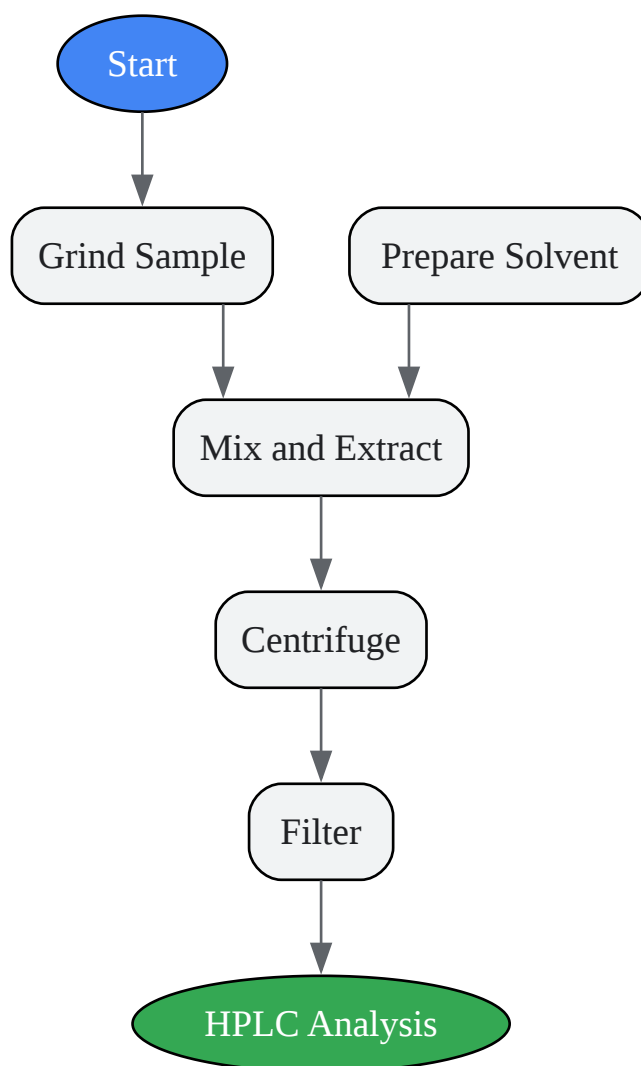 Start
Grind Sample
Prepare Solvent
Mix and Extract
Centrifuge
Filter
HPLC Analysis